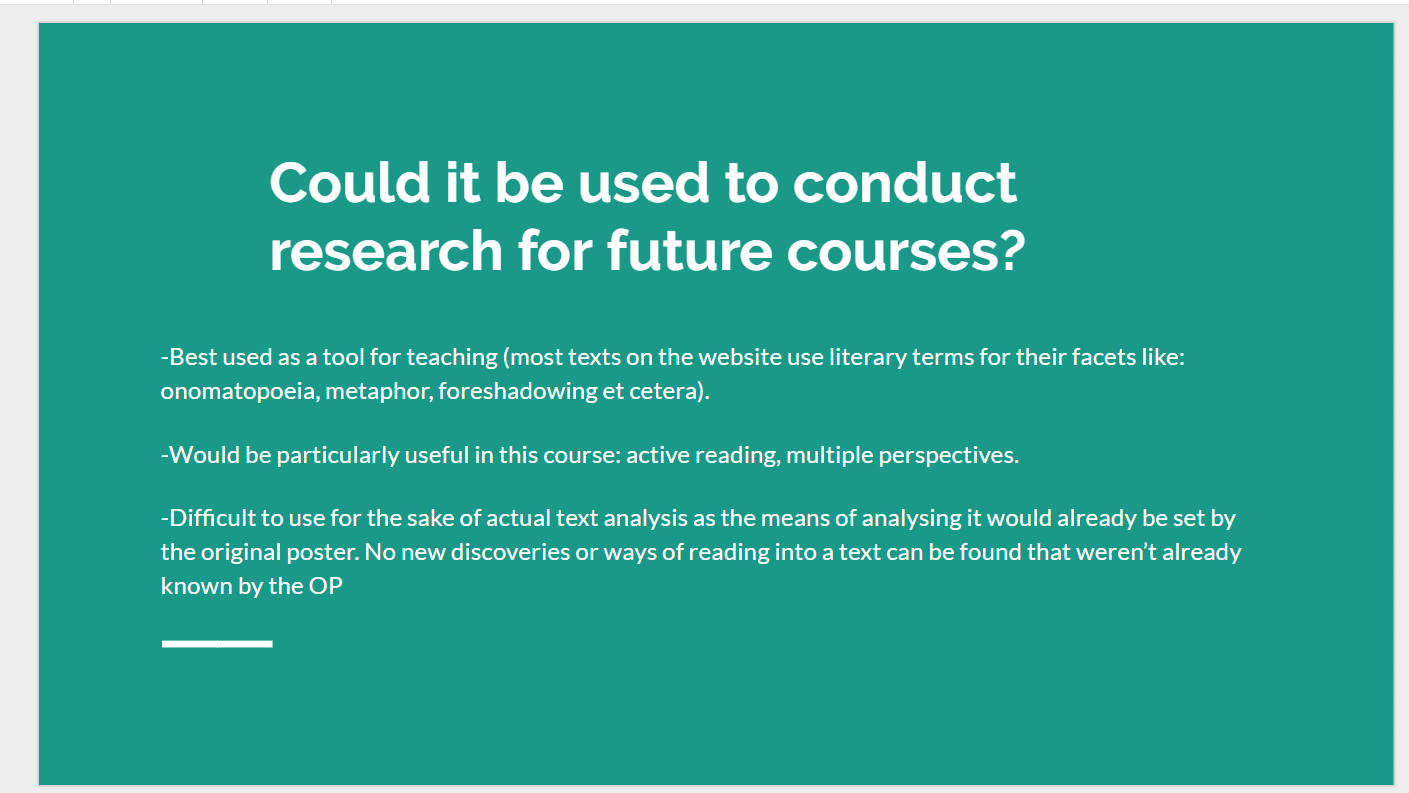 Could it be used to conduct
research for future courses?
-Best used as a tool for teaching (most texts on the website use literary terms for their facets like:
onomatopoeia, metaphor, foreshadowing et cetera).
-Would be particularly useful in this course: active reading, multiple perspectives.
-Difficult to use for the sake of actual text analysis as the means of analysing it would already be set by
the original poster. No new discoveries or ways of reading into a text can be found that weren’t already
known by the OP